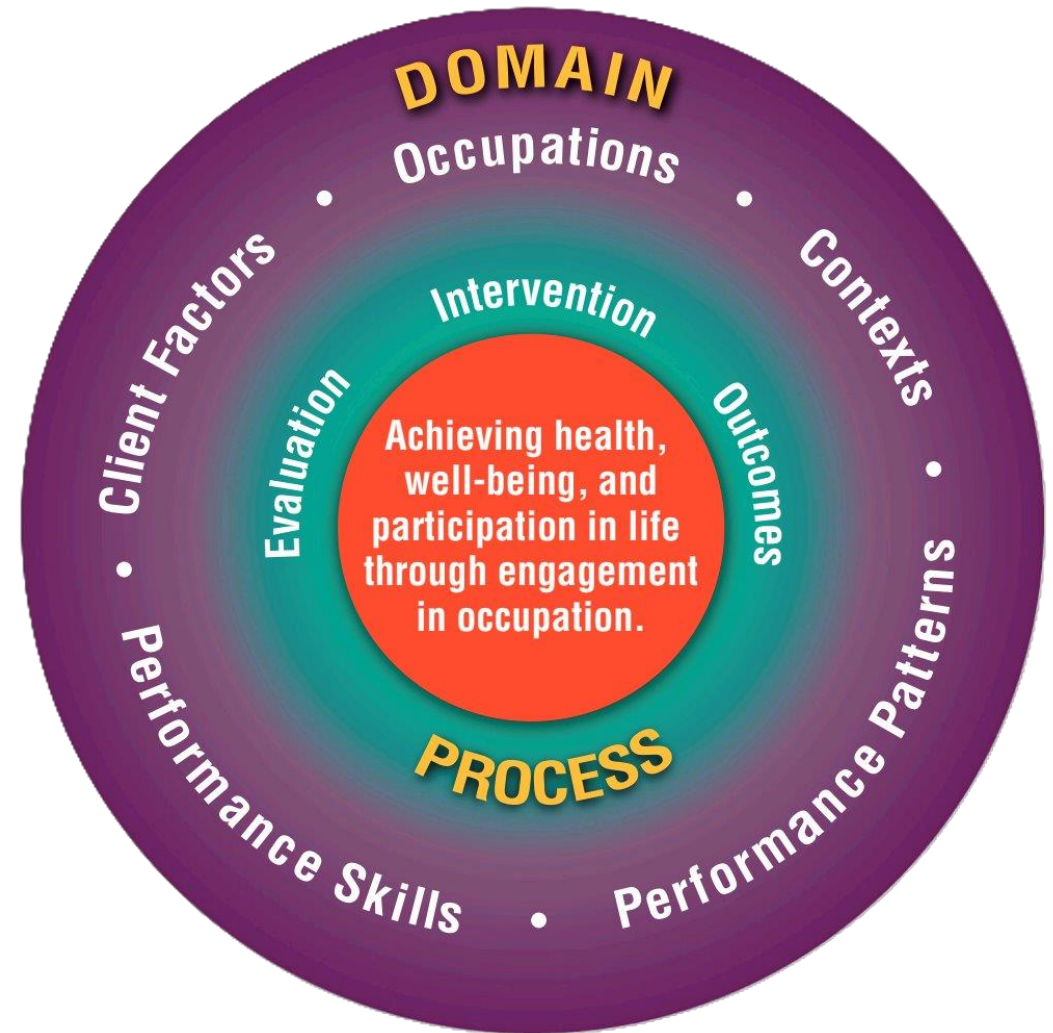 DOMAIN
Occupations
Contexts
Performance Patterns
Performance Skills
Client Factors
Intervention
Evaluation
Outcomes
Achieving health,
well-being, and
participation in life
through engagement
in occupation.
PROCESS